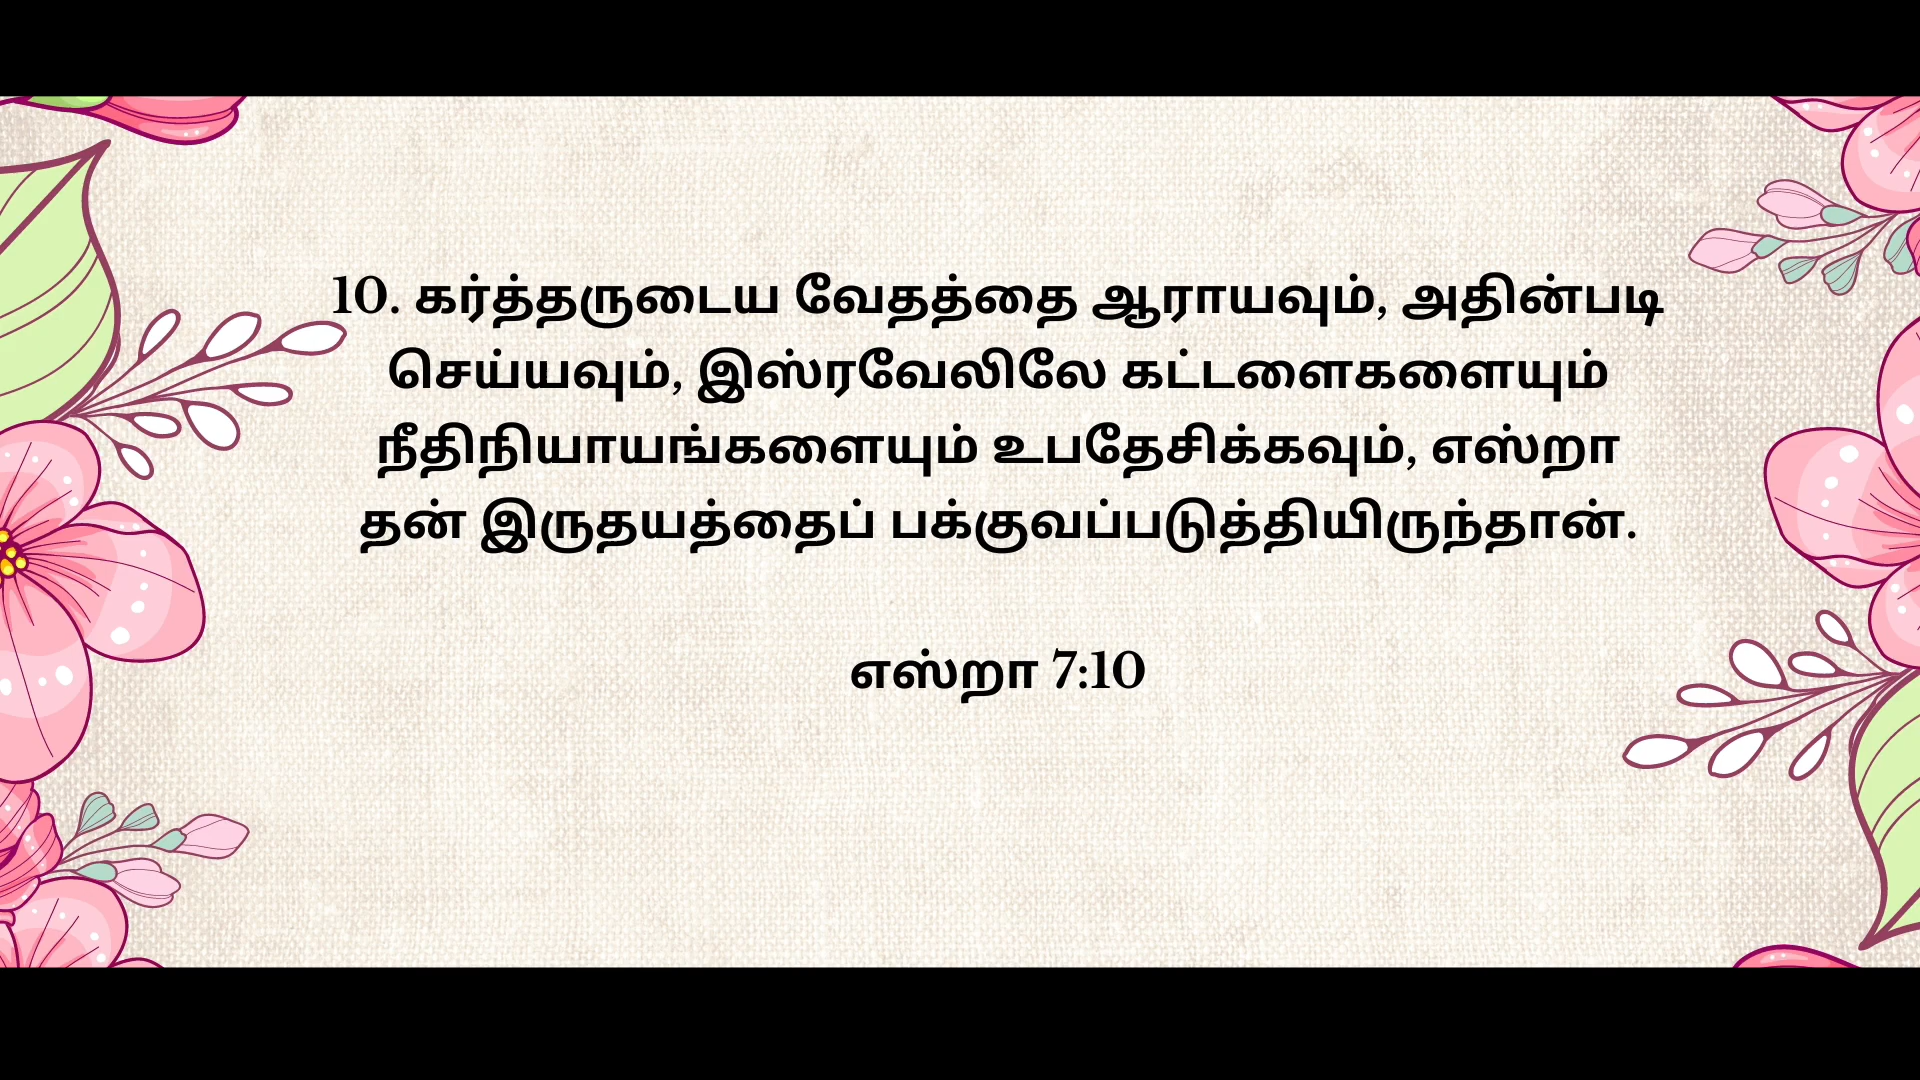 10. கர்த்தருடைய வேதத்தை ஆராயவும், அதின்படி
செய்யவும், இஸ்ரவேலிலே கட்டளைகளையும்
நீதிநியாயங்களையும் உபதேசிக்கவும், எஸ்றா
தன் இருதயத்தைப் பக்குவப்படுத்தியிருந்தான்.
எஸ்றா 7:10